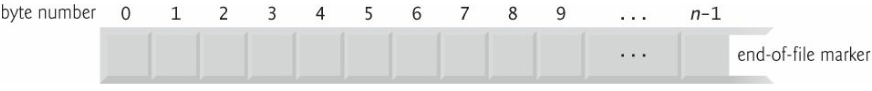 byte number 0 1 2 3 4 5 6 7 8 9 ... n-1
... end-of-file marker